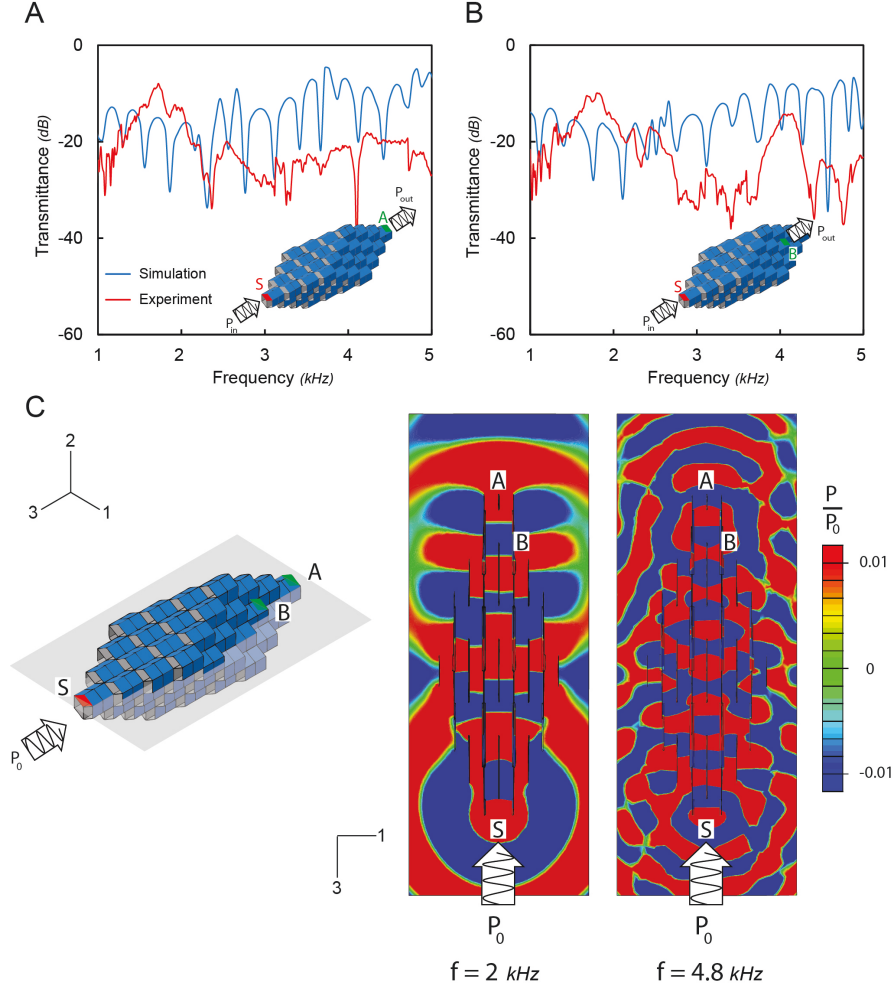 A
0
-20
-40
-60
Transmittance (dB)
1
2
3
4
5
Frequency (kHz)
Simulation
Experiment
S
A
Pin
Pout
B
0
-20
-40
-60
Transmittance (dB)
1
2
3
4
5
Frequency (kHz)
S
B
Pin
Pout
C
2
3
1
A
B
S
P0
1
3
A
B
S
P0
f = 2 kHz
A
B
S
P0
f = 4.8 kHz
P
P0
0.01
0
-0.01